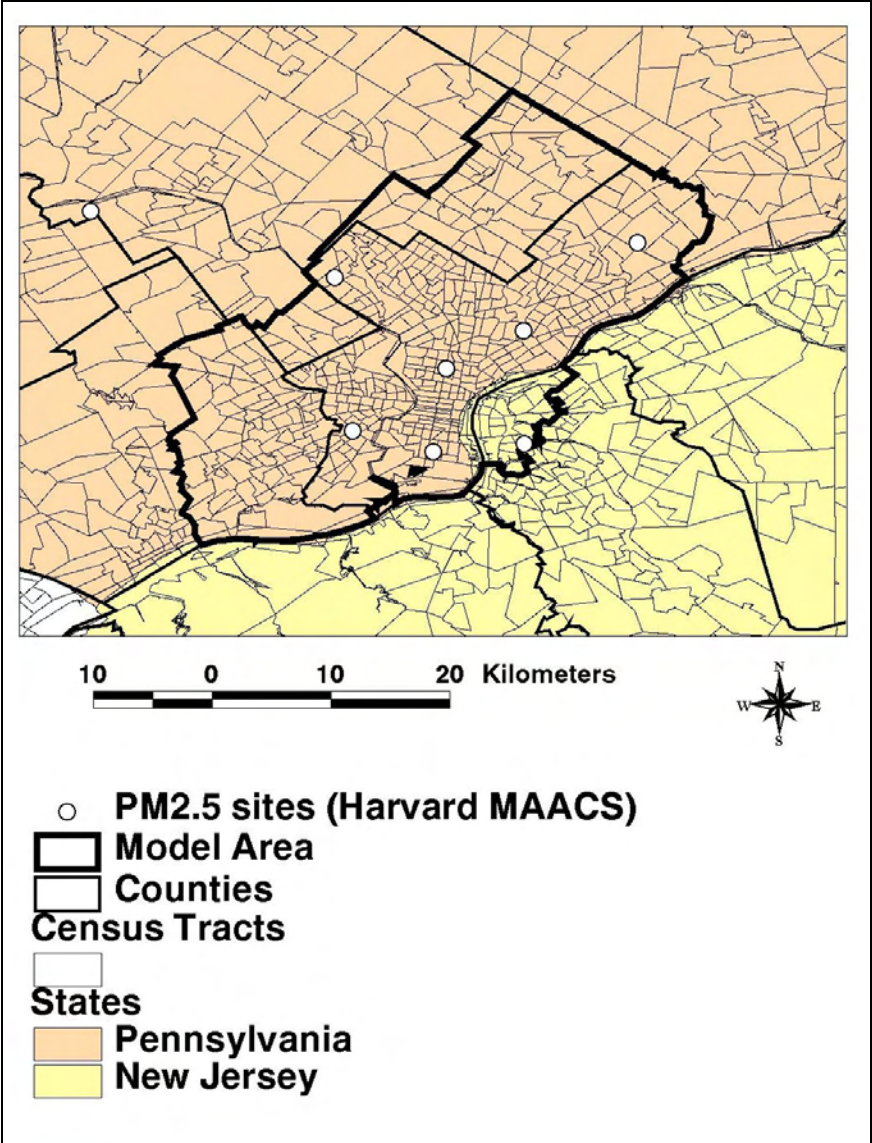 10 0 10 20 Kilometers
N
W E
S
PM2.5 sites (Harvard MAACS)
Model Area
Counties
Census Tracts
States
Pennsylvania
New Jersey